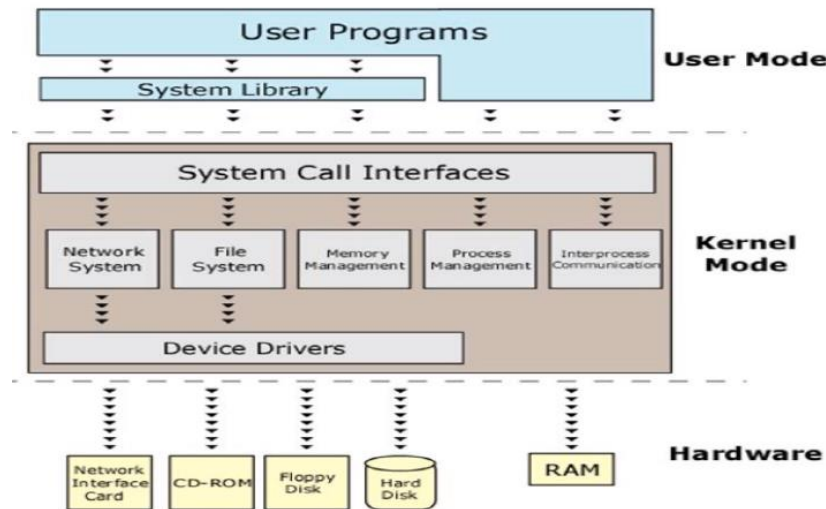 User Programs
User Mode
System Library
System Call Interfaces
Network
System
File
System
Memory
Management
Process
Management
Interprocess
Communication
Kernel
Mode
Device Drivers
Hardware
Network
Interface
Card
CD-ROM
Floppy
Disk
Hard
Disk
RAM